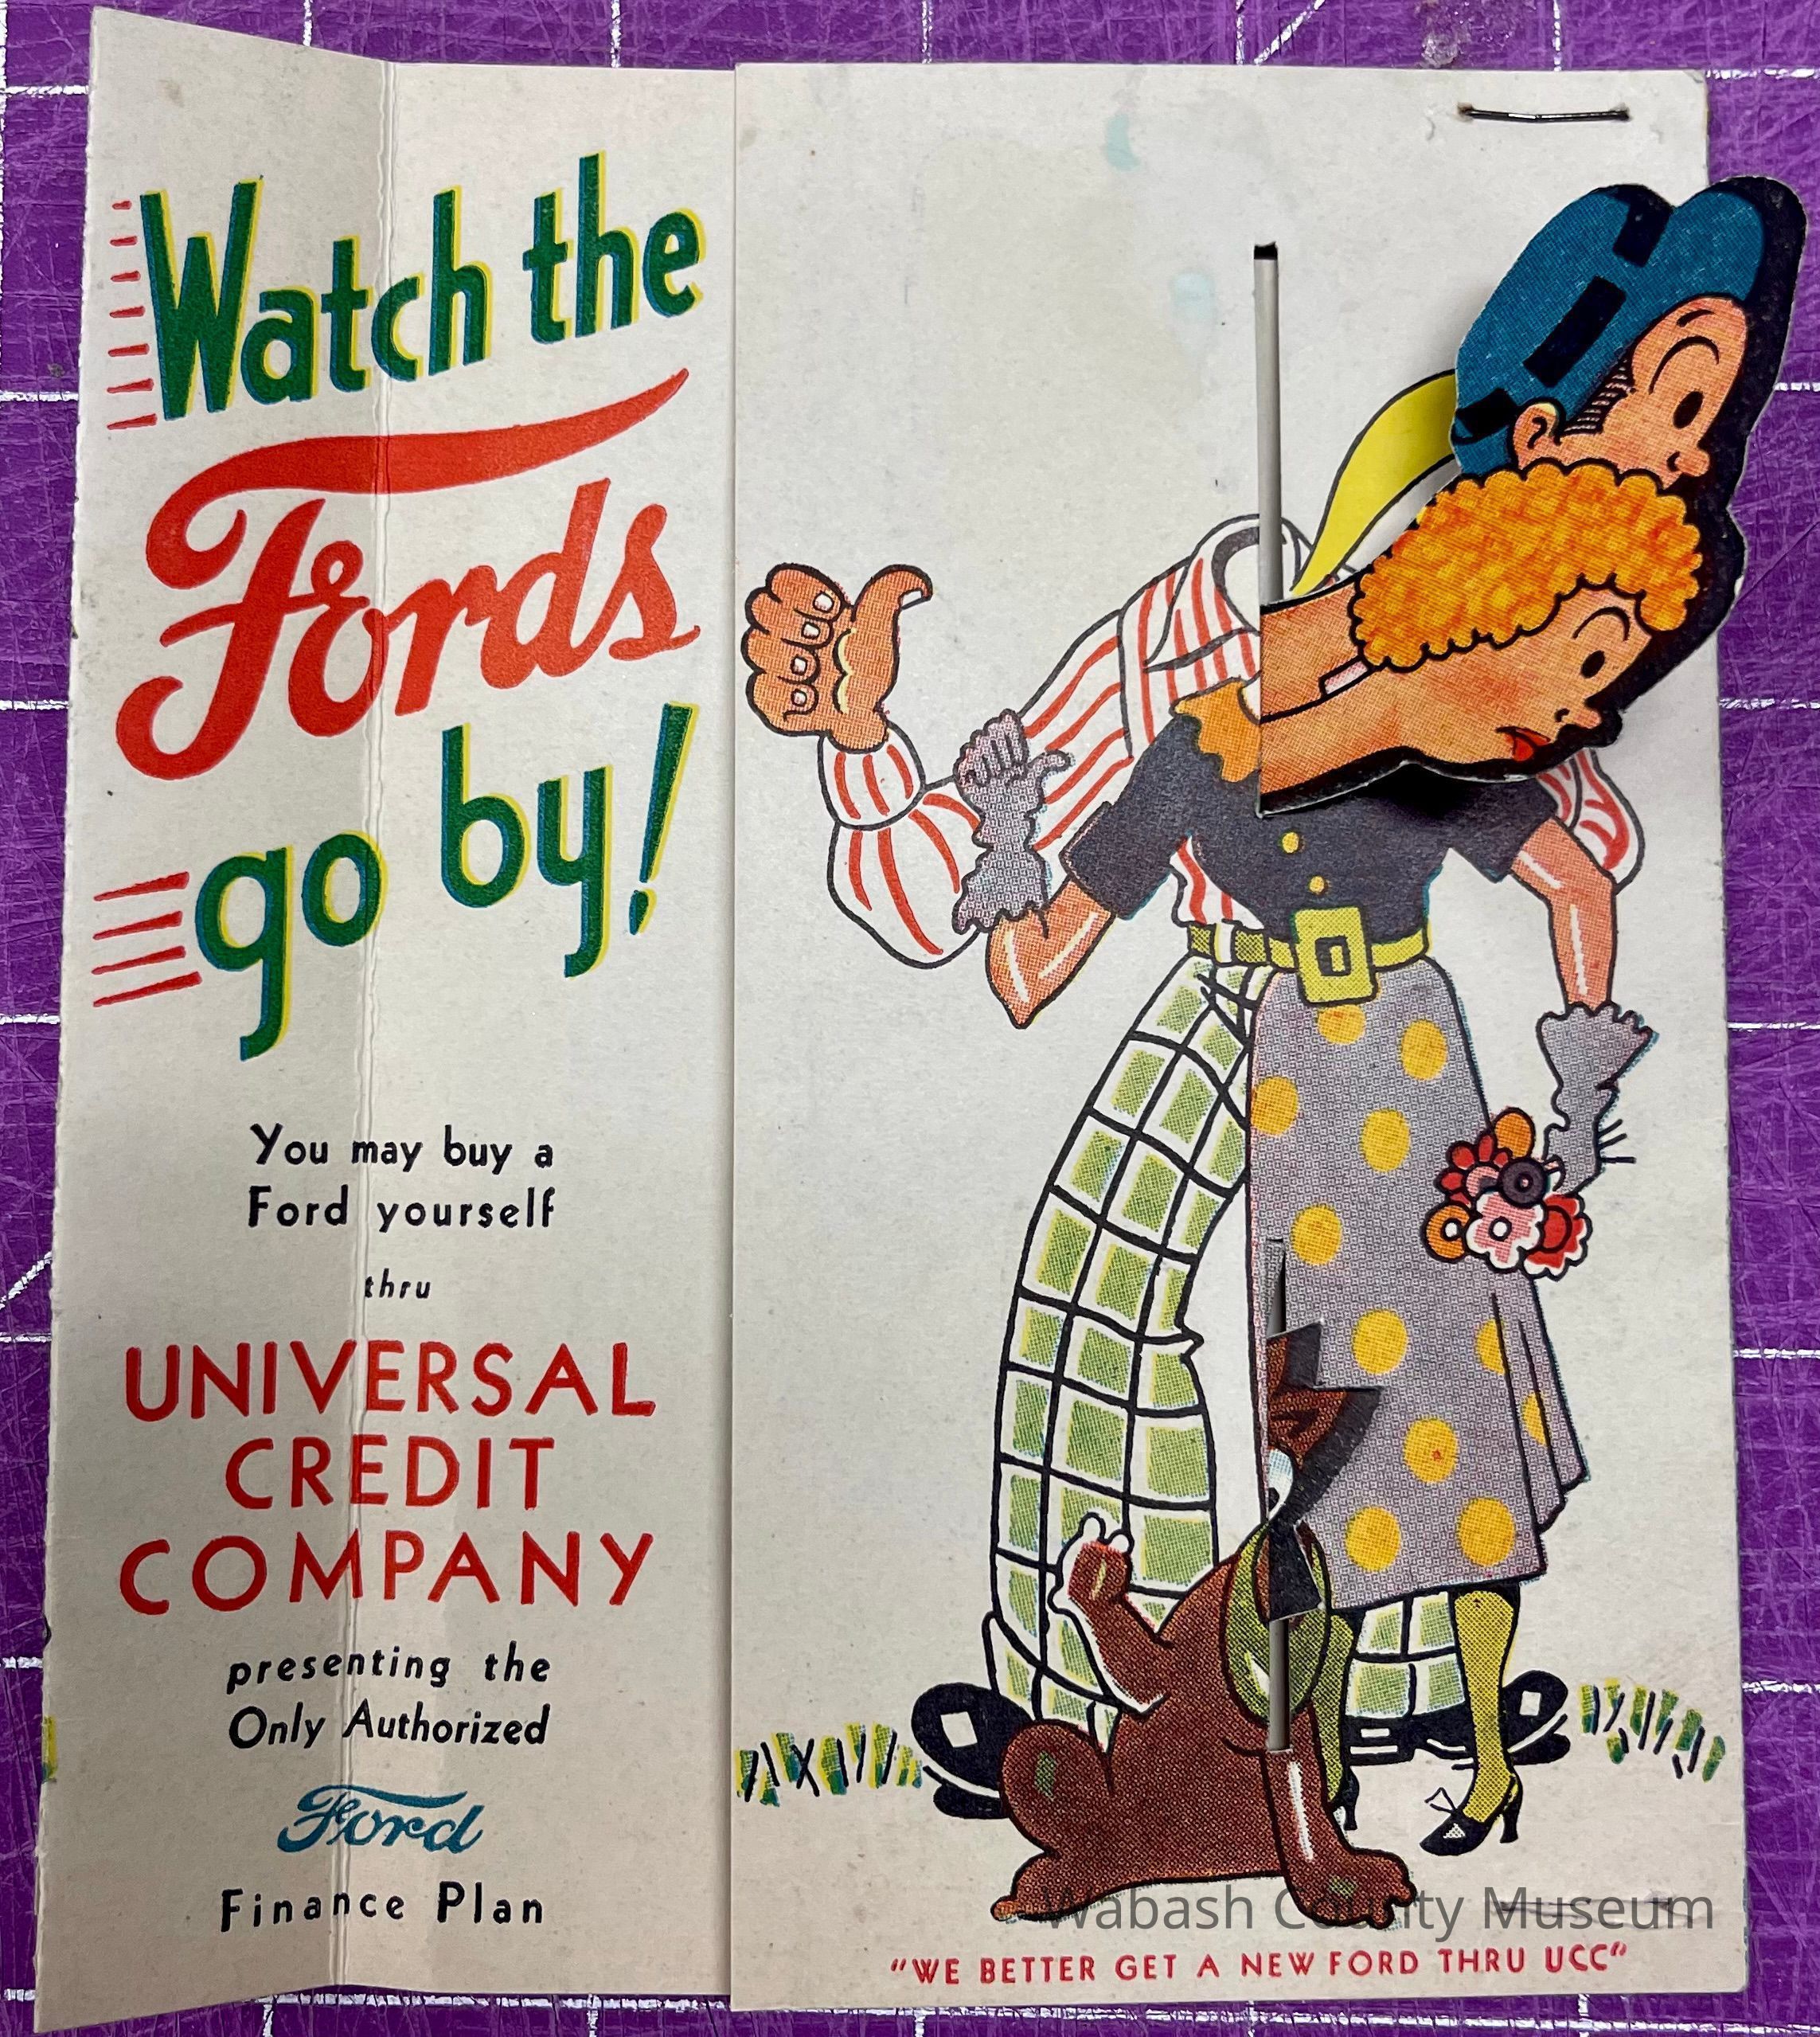 Watch the
Fords
go by!
You may buy a
Ford yourself
thru
UNIVERSAL
CREDIT
COMPANY
presenting the
Only Authorized
Ford
Finance Plan
Wabash County Museum
"WE BETTER GET A NEW FORD THRU UCC"